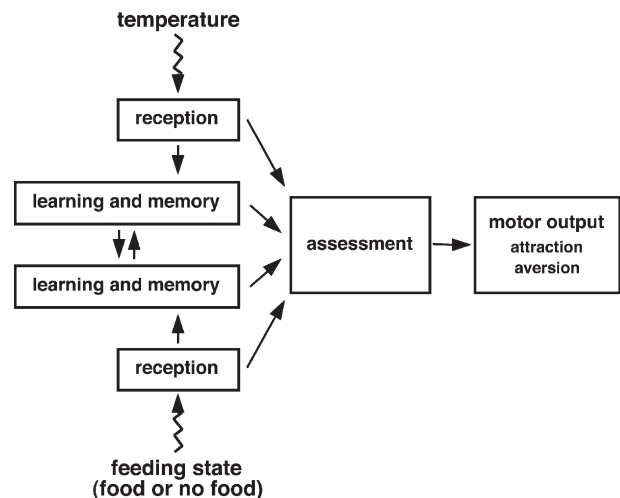 temperature
reception
learning and memory
assessment
motor output
attraction
aversion
learning and memory
reception
feeding state
(food or no food)